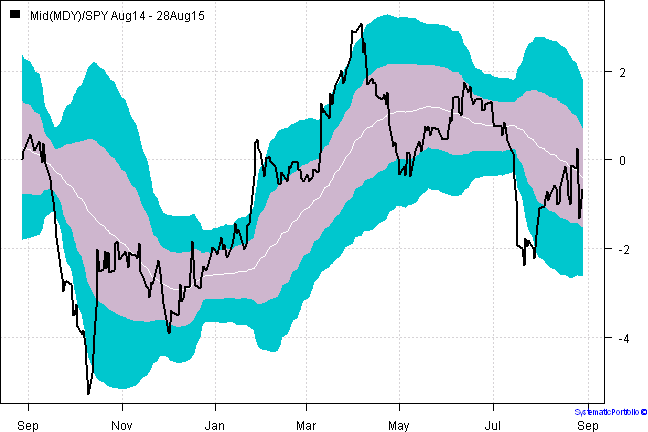 Mid(MDY)/SPY Aug14 - 28Aug15
2
0
-2
-4
SystematicPortfolio ©
Sep Nov Jan Mar May Jul Sep